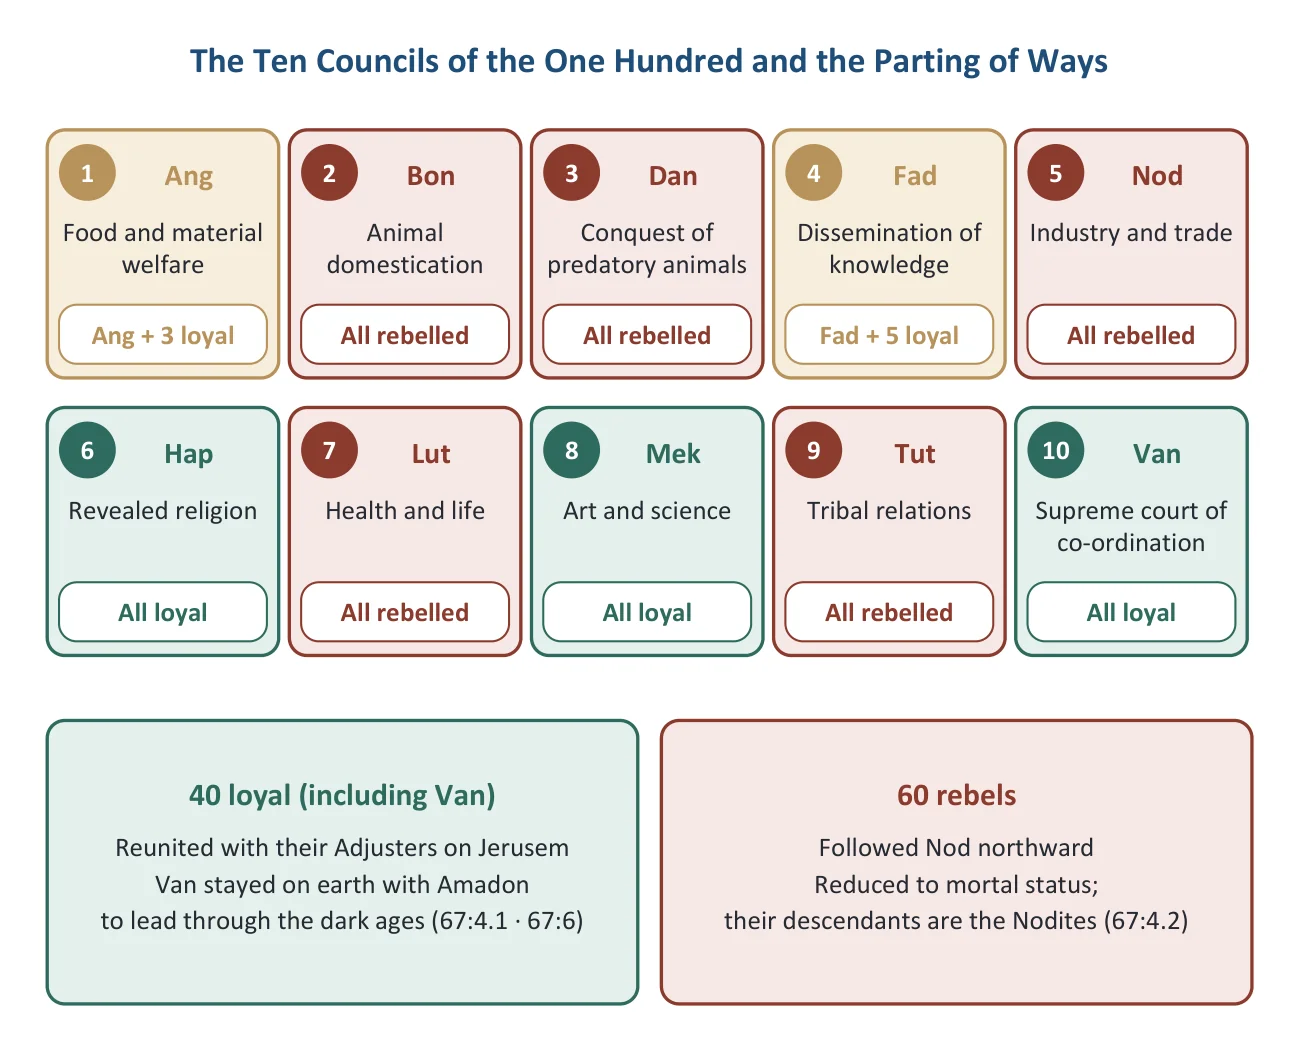 The Ten Councils of the One Hundred and the Parting of Ways
1
Ang
Food and material
welfare
Ang + 3 loyal
2
Bon
Animal
domestication
All rebelled
3
Dan
Conquest of
predatory animals
All rebelled
4
Fad
Dissemination of
knowledge
Fad + 5 loyal
5
Nod
Industry and trade
All rebelled
6
Hap
Revealed religion
All loyal
7
Lut
Health and life
All rebelled
8
Mek
Art and science
All loyal
9
Tut
Tribal relations
All rebelled
10
Van
Supreme court of
co-ordination
All loyal
40 loyal (including Van)
Reunited with their Adjusters on Jerusem
Van stayed on earth with Amadon
to lead through the dark ages (67:4.1 · 67:6)
60 rebels
Followed Nod northward
Reduced to mortal status;
their descendants are the Nodites (67:4.2)